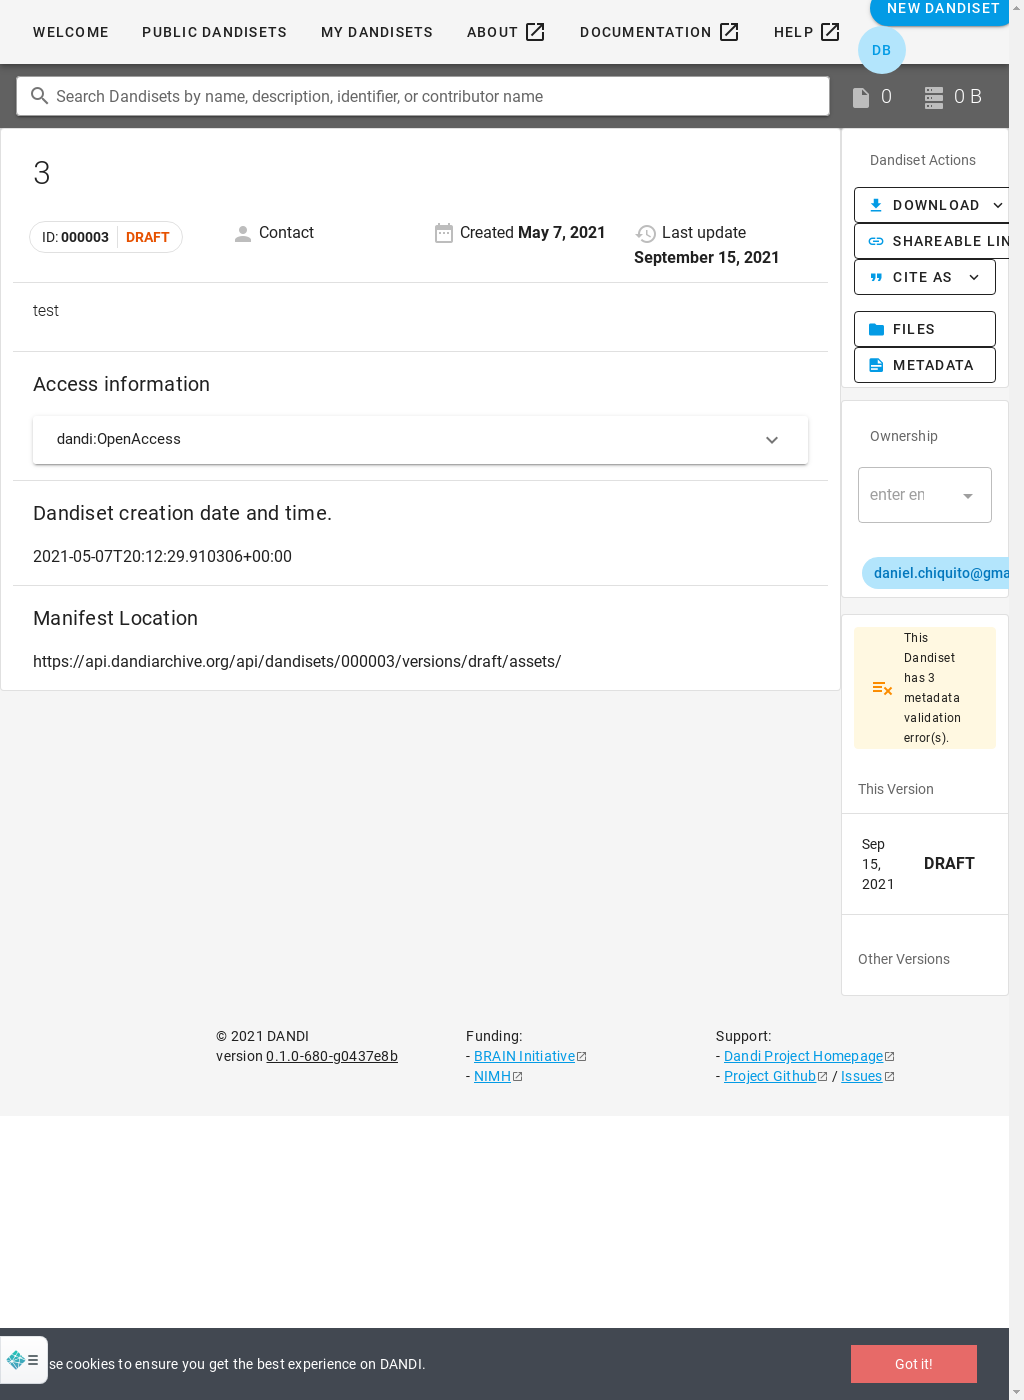 NEW DANDISET
WELCOME PUBLIC DANDISETS MY DANDISETS ABOUT DOCUMENTATION HELP
DB
Search Dandisets by name, description, identifier, or contributor name
0 0 B
3
ID: 000003 DRAFT
Contact
Created May 7, 2021
Last update
September 15, 2021
test
Access information
dandi:OpenAccess
Dandiset creation date and time.
2021-05-07T20:12:29.910306+00:00
Manifest Location
https://api.dandiarchive.org/api/dandisets/000003/versions/draft/assets/
Dandiset Actions
DOWNLOAD
SHAREABLE LIN
CITE AS
FILES
METADATA
Ownership
enter en
daniel.chiquito@gma
This
Dandiset
has 3
metadata
validation
error(s).
This Version
Sep
15,
2021
DRAFT
Other Versions
© 2021 DANDI
version 0.1.0-680-g0437e8b
Funding:
- BRAIN Initiative
- NIMH
Support:
- Dandi Project Homepage
- Project Github / Issues
se cookies to ensure you get the best experience on DANDI.
Got it!